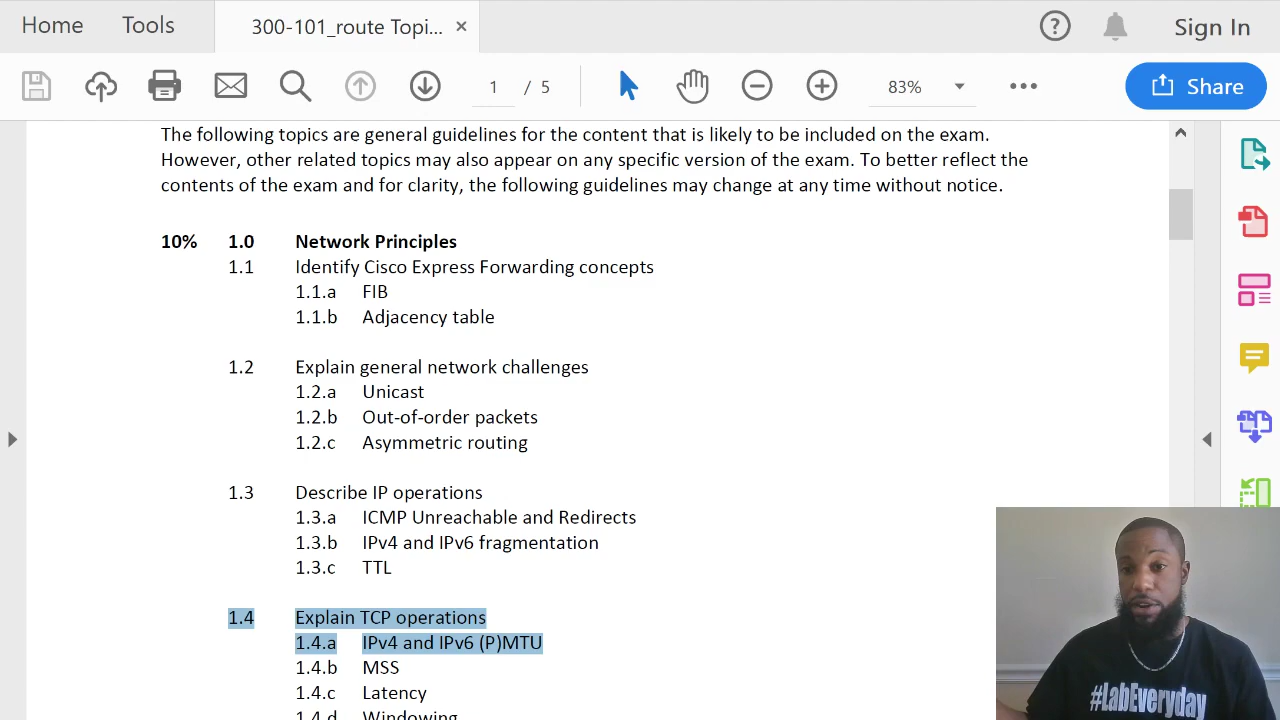 Home Tools 300-101_route Topi... × Sign In
1 / 5 83% Share
The following topics are general guidelines for the content that is likely to be included on the exam.
However, other related topics may also appear on any specific version of the exam. To better reflect the
contents of the exam and for clarity, the following guidelines may change at any time without notice.
10% 1.0 Network Principles
1.1 Identify Cisco Express Forwarding concepts
1.1.a FIB
1.1.b Adjacency table
1.2 Explain general network challenges
1.2.a Unicast
1.2.b Out-of-order packets
1.2.c Asymmetric routing
1.3 Describe IP operations
1.3.a ICMP Unreachable and Redirects
1.3.b IPv4 and IPv6 fragmentation
1.3.c TTL
1.4 Explain TCP operations
1.4.a IPv4 and IPv6 (P)MTU
1.4.b MSS
1.4.c Latency
1.4.d Windowing
#LabEveryday